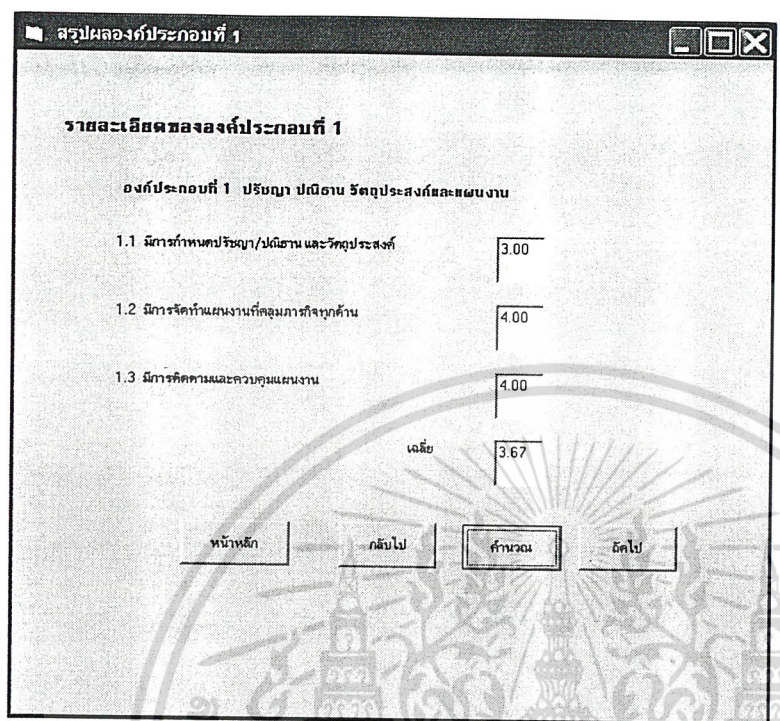 สรุปผลองค์ประกอบที่ 1
รายละเอียดขององค์ประกอบที่ 1
องค์ประกอบที่ 1 ปรัชญา ปณิธาน วัตถุประสงค์และแผนงาน
1.1 มีการกำหนดปรัชญา/ปณิธาน และวัตถุประสงค์ 3.00
1.2 มีการจัดทำแผนงานที่คลุมภารกิจทุกด้าน 4.00
1.3 มีการติดตามและควบคุมแผนงาน 4.00
เฉลี่ย 3.67
หน้าหลัก กลับไป คำนวณ ถัดไป